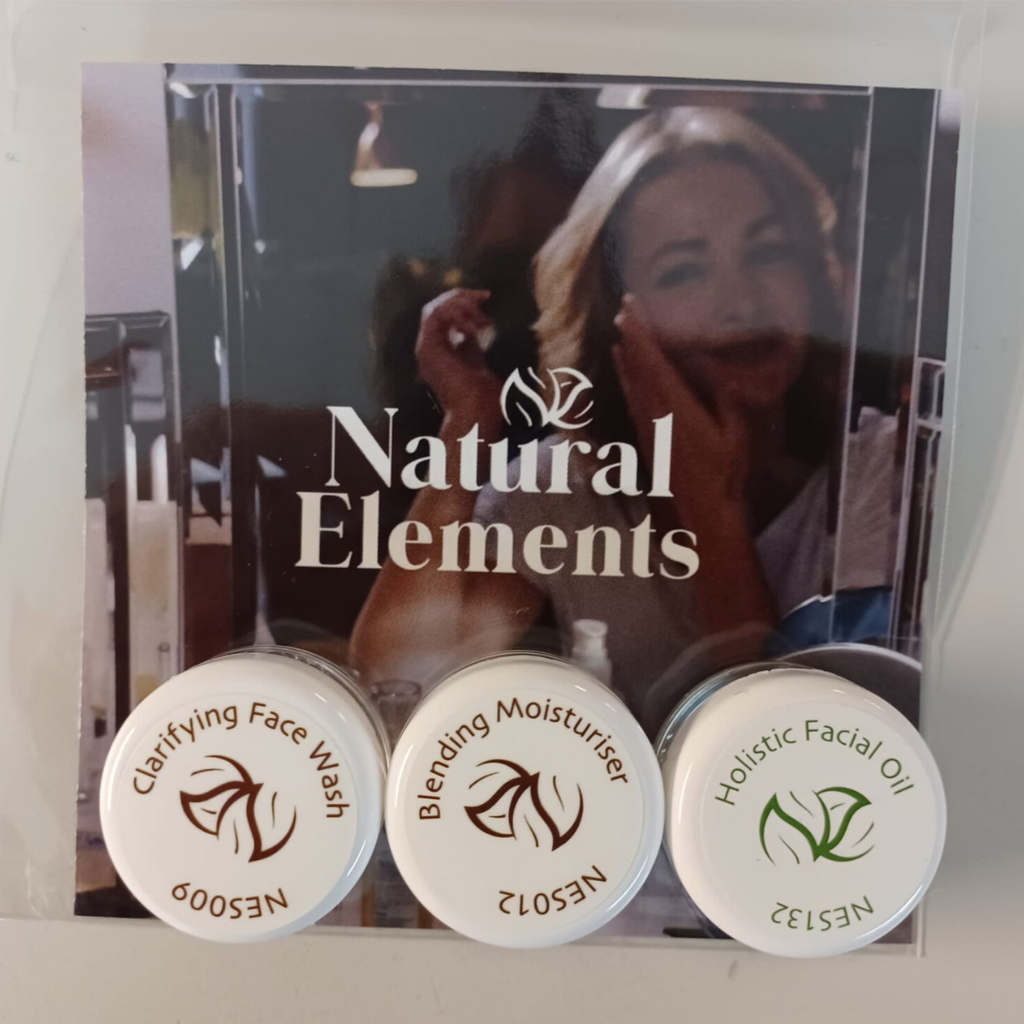 Natural
Elements
Clarifying Face Wash
NES009
Blending Moisturiser
NES012
Holistic Facial Oil
NES132